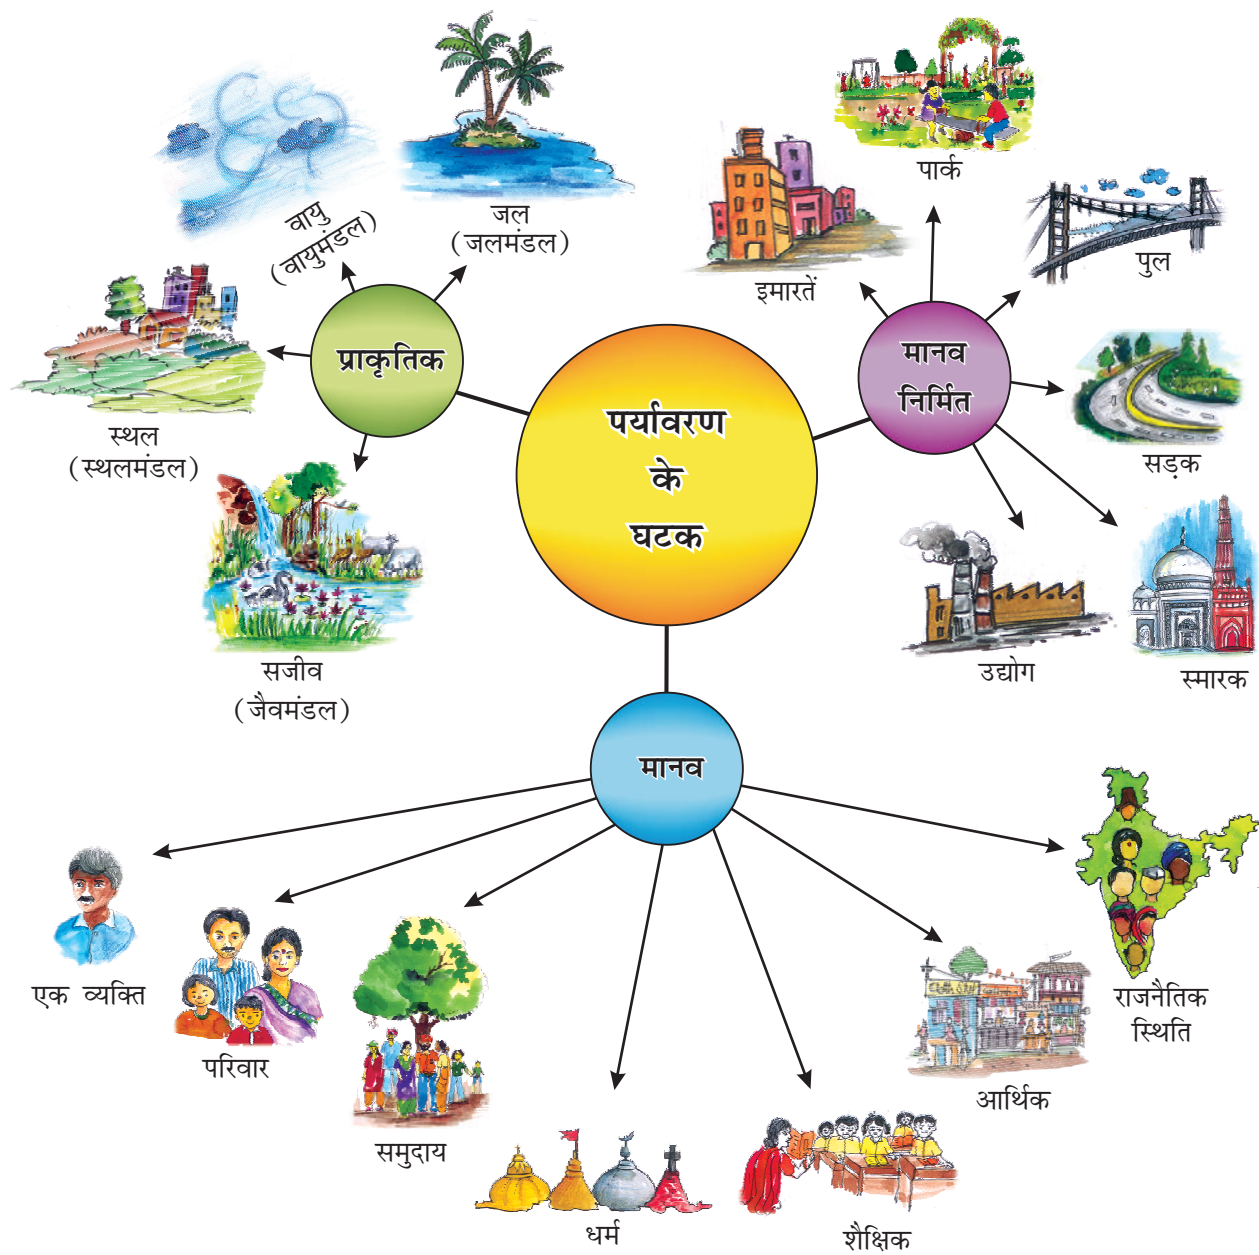 पर्यावरण
के
घटक
प्राकृतिक
वायु
(वायुमंडल)
जल
(जलमंडल)
स्थल
(स्थलमंडल)
सजीव
(जैवमंडल)
मानव
निर्मित
इमारतें
पार्क
पुल
सड़क
स्मारक
उद्योग
मानव
एक व्यक्ति
परिवार
समुदाय
धर्म
शैक्षिक
आर्थिक
राजनैतिक
स्थिति